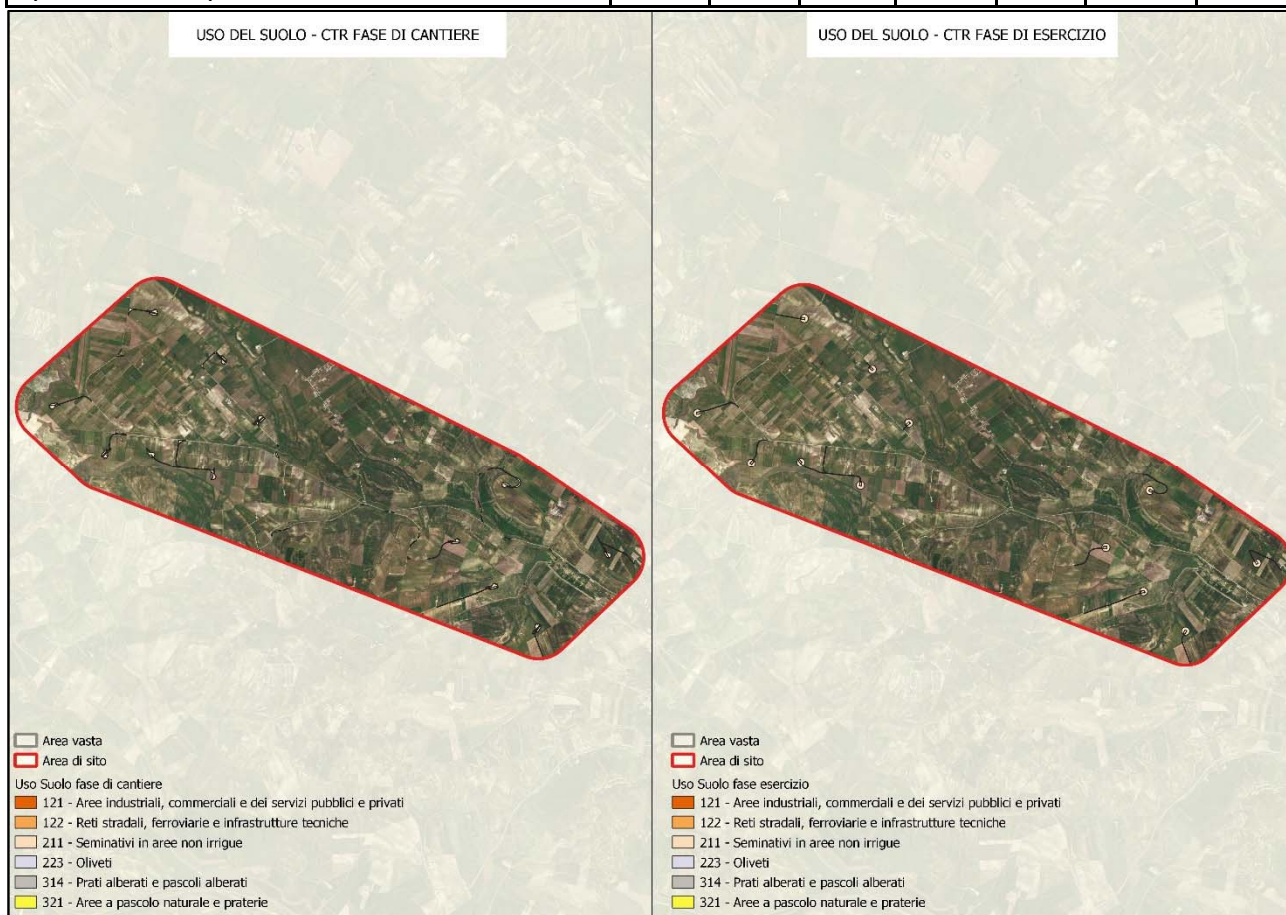 USO DEL SUOLO - CTR FASE DI CANTIERE
Area vasta
Area di sito
Uso Suolo fase di cantiere
121 - Aree industriali, commerciali e dei servizi pubblici e privati
122 - Reti stradali, ferroviarie e infrastrutture tecniche
211 - Seminativi in aree non irrigue
223 - Oliveti
314 - Prati alberati e pascoli alberati
321 - Aree a pascolo naturale e praterie
USO DEL SUOLO - CTR FASE DI ESERCIZIO
Area vasta
Area di sito
Uso Suolo fase esercizio
121 - Aree industriali, commerciali e dei servizi pubblici e privati
122 - Reti stradali, ferroviarie e infrastrutture tecniche
211 - Seminativi in aree non irrigue
223 - Oliveti
314 - Prati alberati e pascoli alberati
321 - Aree a pascolo naturale e praterie